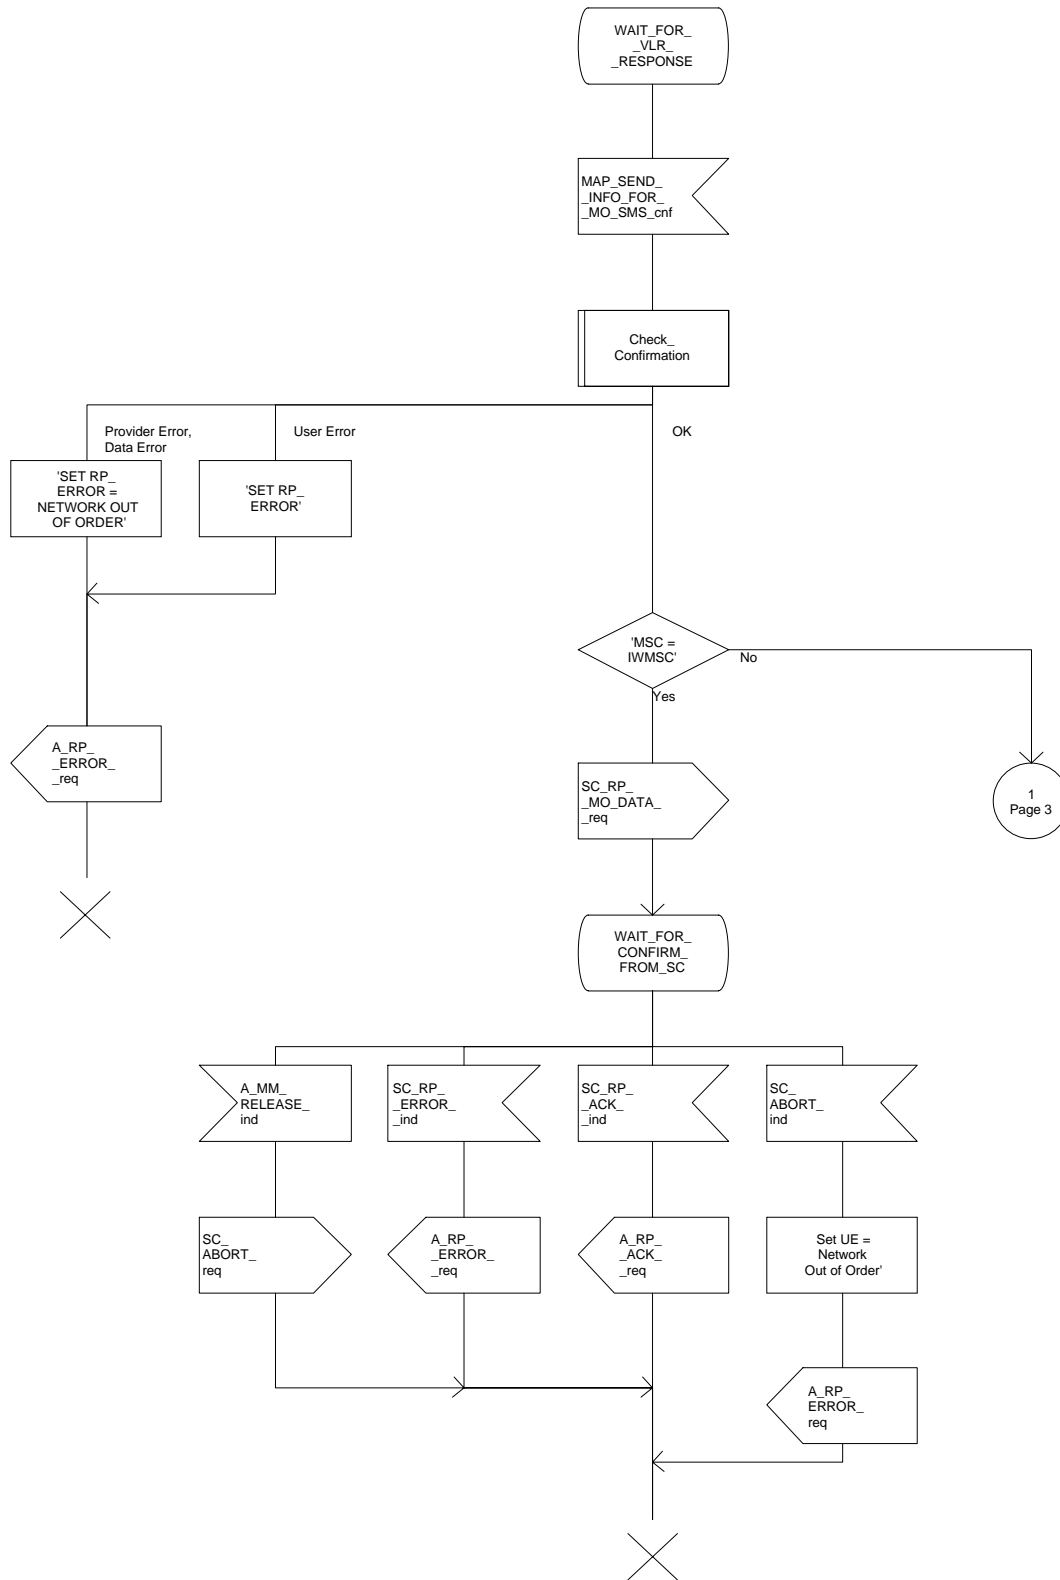 WAIT_FOR_
_VLR_
_RESPONSE
MAP_SEND_
_INFO_FOR_
_MO_SMS_cnf
Check_
Confirmation
Provider Error,
Data Error
User Error
OK
'SET RP_
ERROR =
NETWORK OUT
OF ORDER'
'SET RP_
ERROR'
'MSC =
IWMSC'
No
Yes
A_RP_
_ERROR_
_req
SC_RP_
_MO_DATA_
_req
1
Page 3
WAIT_FOR_
CONFIRM_
FROM_SC
A_MM_
RELEASE_
ind
SC_RP_
_ERROR_
_ind
SC_RP_
_ACK_
_ind
SC_
ABORT_
ind
SC_
ABORT_
req
A_RP_
_ERROR_
_req
A_RP_
_ACK_
_req
Set UE =
Network
Out of Order'
A_RP_
ERROR_
req